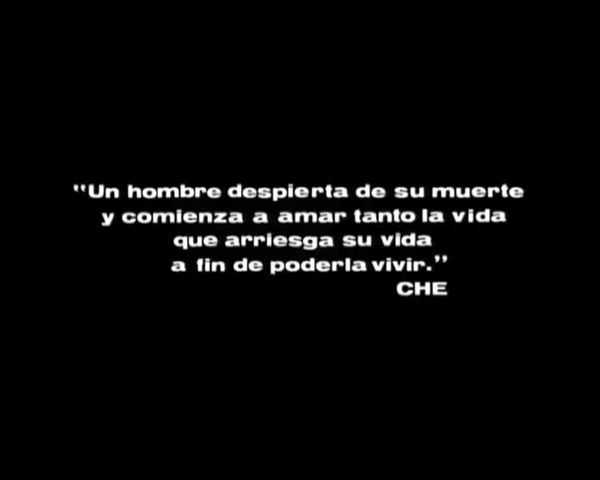 "Un hombre despierta de su muerte
y comienza a amar tanto la vida
que arriesga su vida
a fin de poderla vivir."
CHE